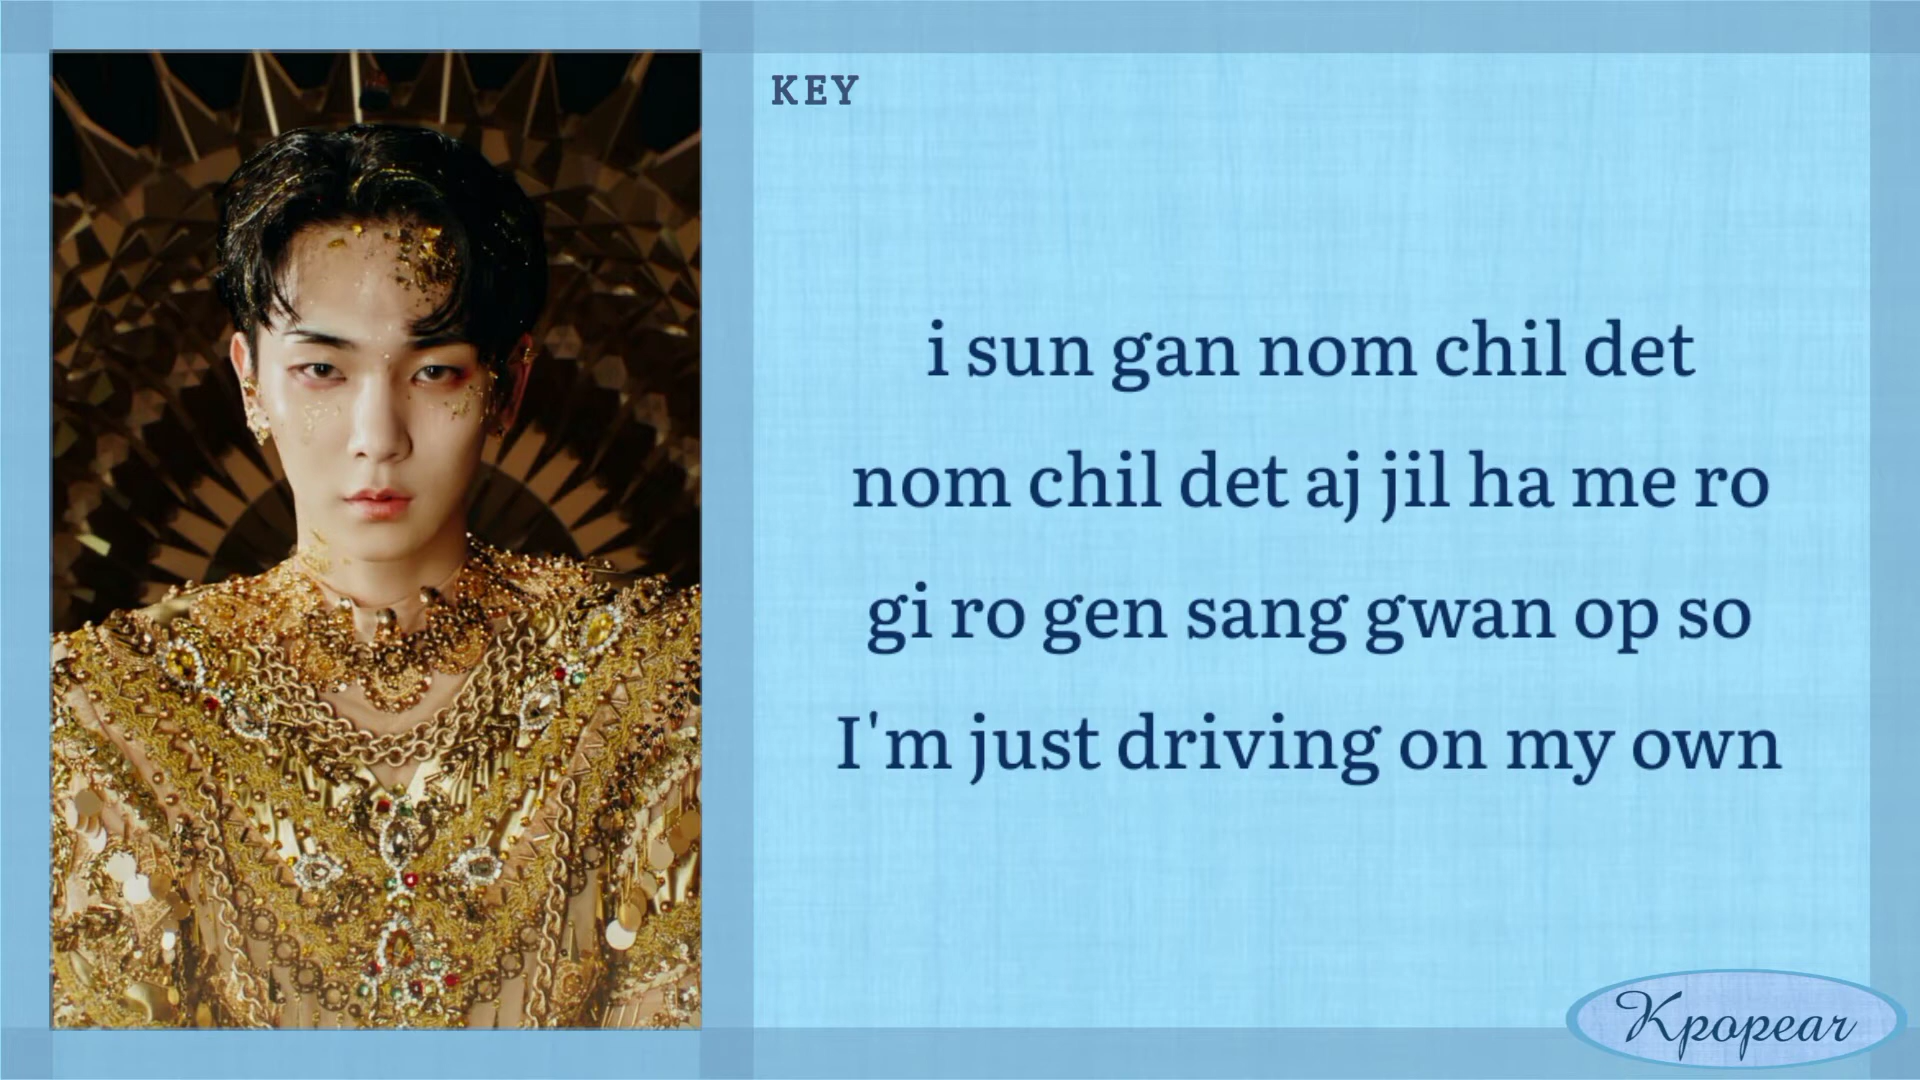 KEY
i sun gan nom chil det
nom chil det aj jil ha me ro
gi ro gen sang gwan op so
I'm just driving on my own
Kpopear